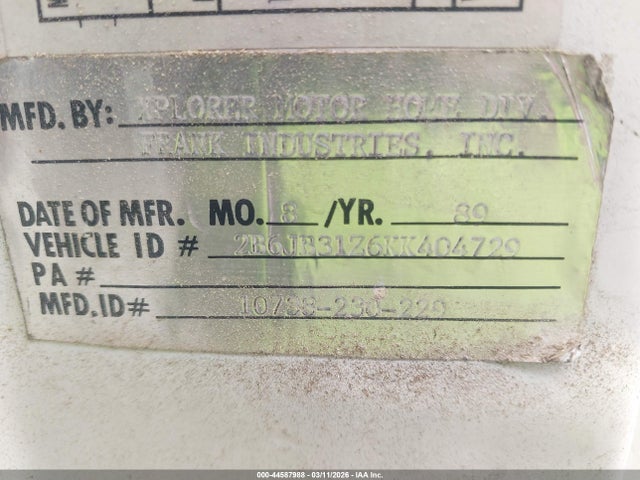 MFD. BY: XPLORER MOTOR HOME DIV.
FRANK INDUSTRIES, INC.
DATE OF MFR. MO. 8 /YR. 89
VEHICLE ID # 2B6JB31Z6KK404729
PA #
MFD. ID#
000-44587988 - 03/11/2026 - IAA Inc.